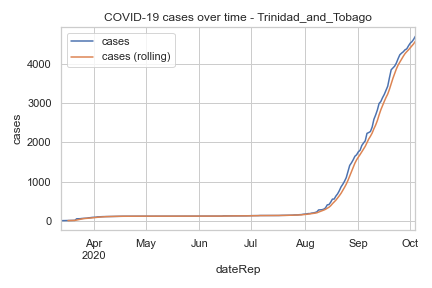 COVID-19 cases over time - Trinidad_and_Tobago
cases
cases (rolling)
cases
4000
3000
2000
1000
0
Apr
2020
May
Jun
Jul
Aug
Sep
Oct
dateRep